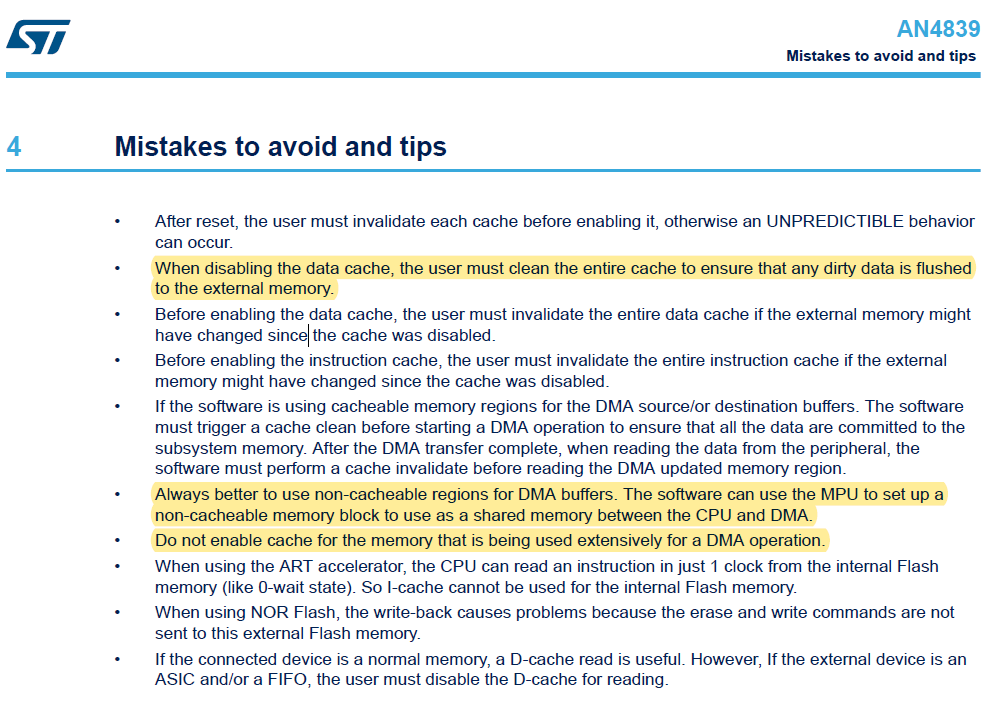 ST
AN4839
Mistakes to avoid and tips
4 Mistakes to avoid and tips
• After reset, the user must invalidate each cache before enabling it, otherwise an UNPREDICTIBLE behavior
can occur.
• When disabling the data cache, the user must clean the entire cache to ensure that any dirty data is flushed
to the external memory.
• Before enabling the data cache, the user must invalidate the entire data cache if the external memory might
have changed since the cache was disabled.
• Before enabling the instruction cache, the user must invalidate the entire instruction cache if the external
memory might have changed since the cache was disabled.
• If the software is using cacheable memory regions for the DMA source/or destination buffers. The software
must trigger a cache clean before starting a DMA operation to ensure that all the data are committed to the
subsystem memory. After the DMA transfer complete, when reading the data from the peripheral, the
software must perform a cache invalidate before reading the DMA updated memory region.
• Always better to use non-cacheable regions for DMA buffers. The software can use the MPU to set up a
non-cacheable memory block to use as a shared memory between the CPU and DMA.
• Do not enable cache for the memory that is being used extensively for a DMA operation.
• When using the ART accelerator, the CPU can read an instruction in just 1 clock from the internal Flash
memory (like 0-wait state). So I-cache cannot be used for the internal Flash memory.
• When using NOR Flash, the write-back causes problems because the erase and write commands are not
sent to this external Flash memory.
• If the connected device is a normal memory, a D-cache read is useful. However, If the external device is an
ASIC and/or a FIFO, the user must disable the D-cache for reading.